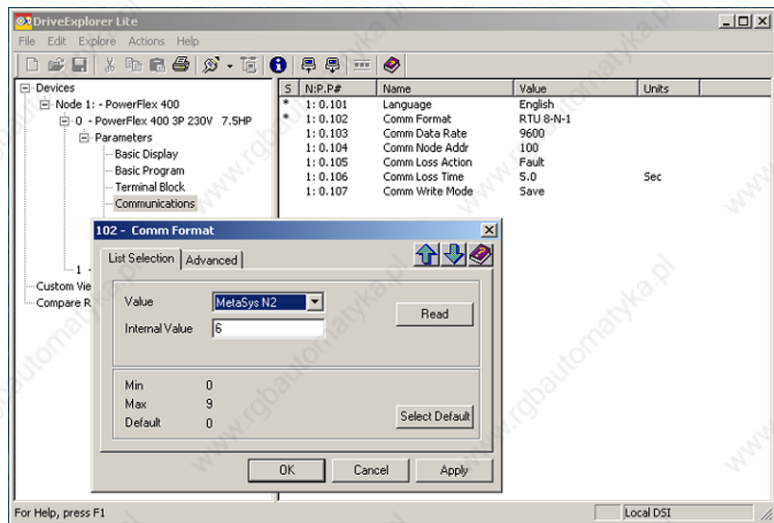 DriveExplorer Lite
File Edit Explore Actions Help
Devices
Node 1: - PowerFlex 400
0 - PowerFlex 400 3P 230V 7.5HP
Parameters
Basic Display
Basic Program
Terminal Block
Communications
1 -
Custom Vie
Compare R
S N:P.P# Name Value Units
* 1: 0.101 Language English
* 1: 0.102 Comm Format RTU 8-N-1
1: 0.103 Comm Data Rate 9600
1: 0.104 Comm Node Addr 100
1: 0.105 Comm Loss Action Fault
1: 0.106 Comm Loss Time 5.0 Sec
1: 0.107 Comm Write Mode Save
102 - Comm Format
List Selection Advanced
Value MetaSys N2
Read
Internal Value 6
Min 0
Max 9
Default 0
Select Default
OK Cancel Apply
For Help, press F1 Local DSI
www.rgbautomatyka.pl